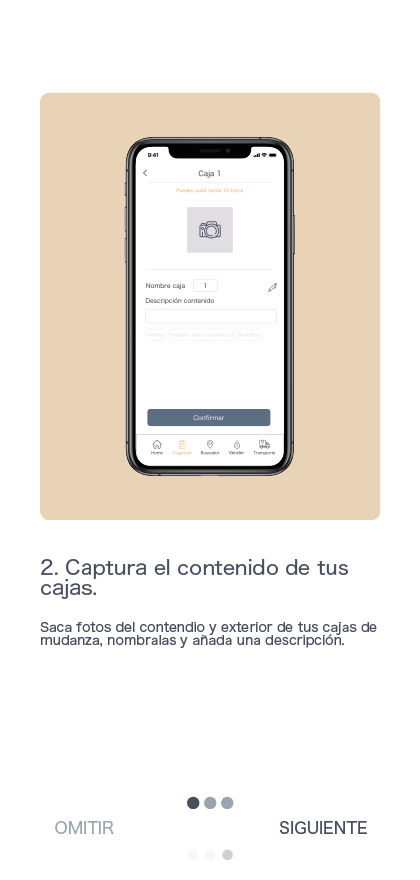 9:41
Caja 1
Puedes subir hasta 10 fotos
Nombre caja 1
Descripción contenido
Confirmar
Home Organizar Buscador Vender Transporte
2. Captura el contenido de tus
cajas.
Saca fotos del contendio y exterior de tus cajas de
mudanza, nombralas y añada una descripción.
OMITIR SIGUIENTE